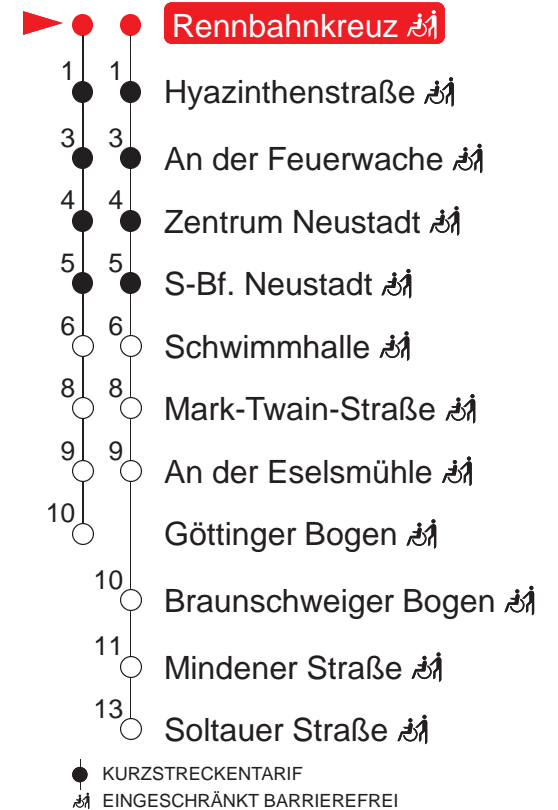 Rennbahnkreuz
1 1 Hyazinthenstraße
3 3 An der Feuerwache
4 4 Zentrum Neustadt
5 5 S-Bf. Neustadt
6 6 Schwimmhalle
8 8 Mark-Twain-Straße
9 9 An der Eselsmühle
10 Göttinger Bogen
10 Braunschweiger Bogen
11 Mindener Straße
13 Soltauer Straße
KURZSTRECKENTARIF
EINGESCHRÄNKT BARRIEREFREI